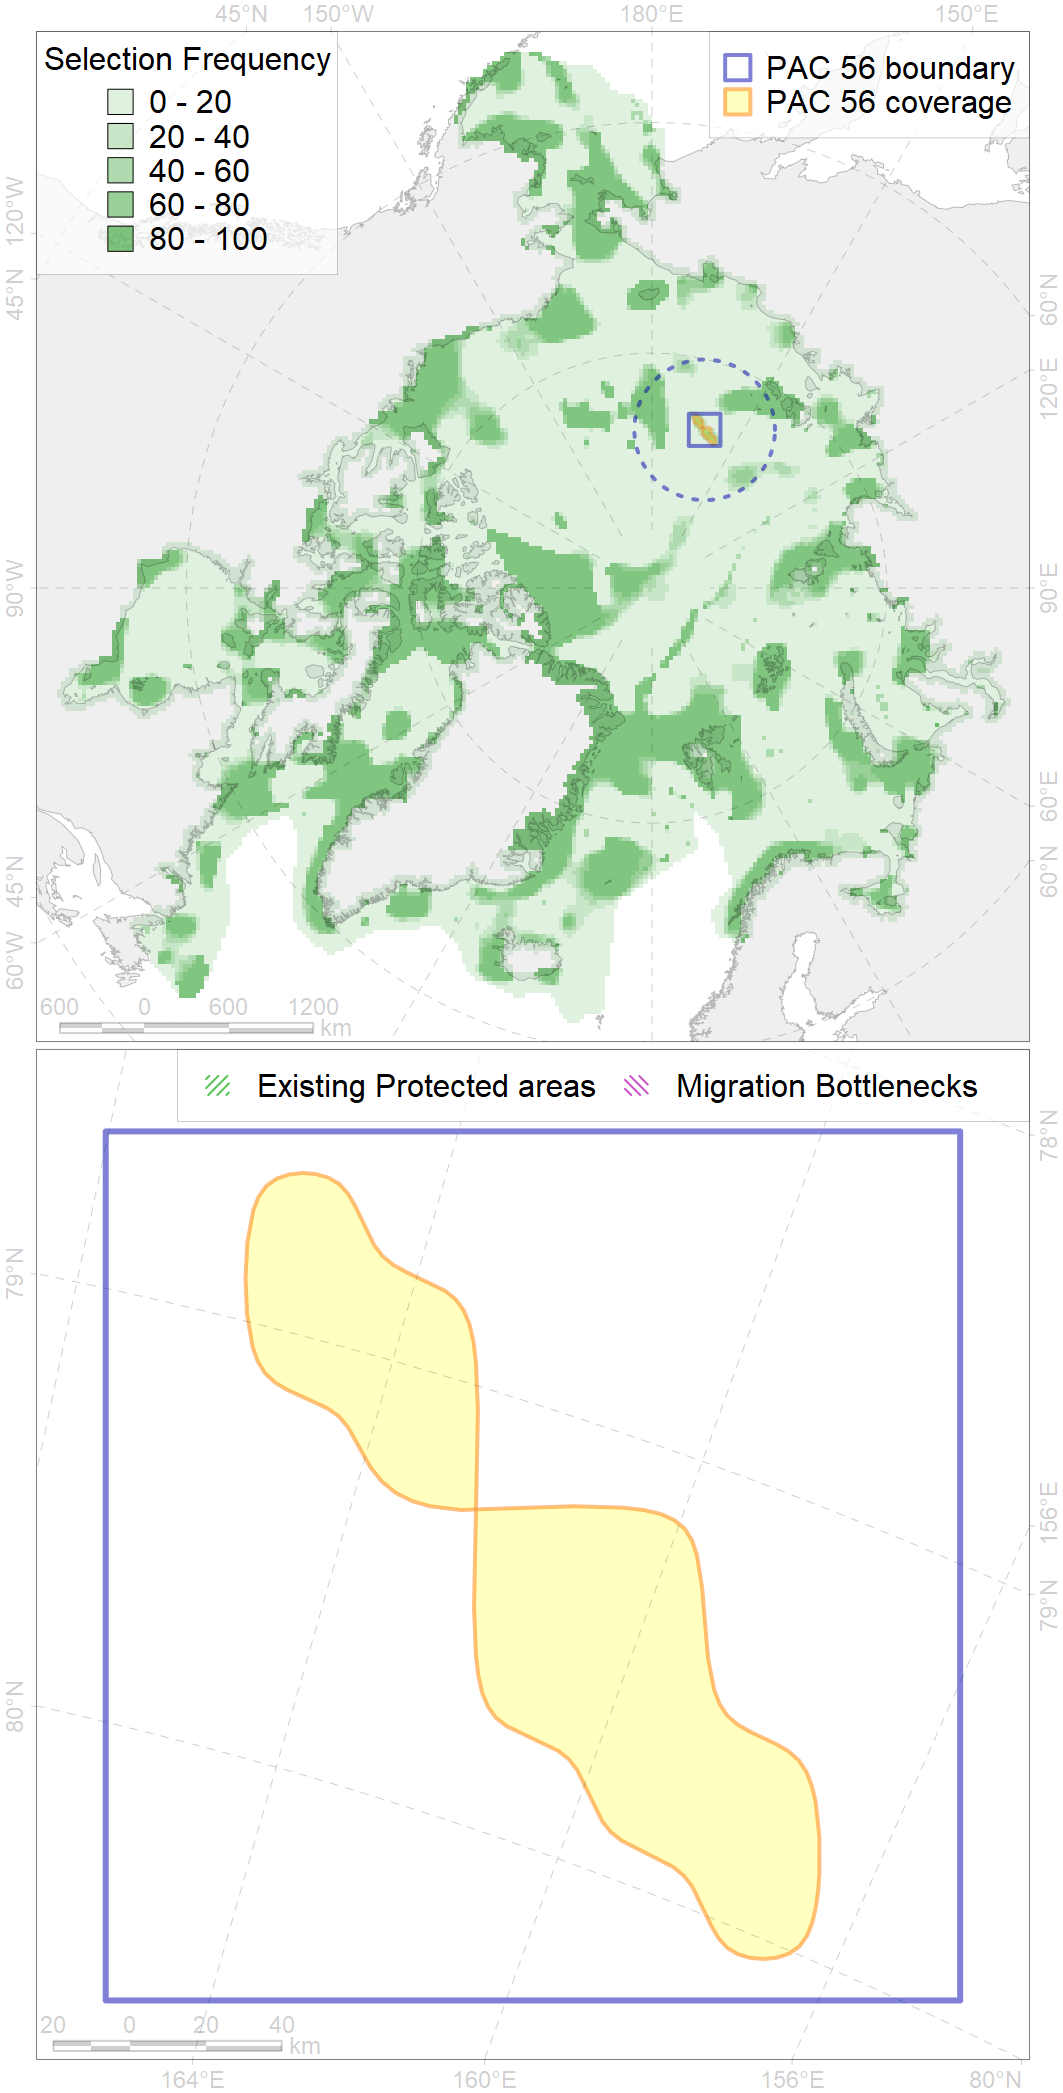 45°N 150°W 180°E 150°E
Selection Frequency
0 - 20
20 - 40
40 - 60
60 - 80
80 - 100
PAC 56 boundary
PAC 56 coverage
120°W
45°N
90°W
45°N
60°W
60°N
120°E
90°E
60°E
60°N
600 0 600 1200
km
Existing Protected areas Migration Bottlenecks
79°N
80°N
78°N
156°E
79°N
20 0 20 40
km
164°E 160°E 156°E 80°N